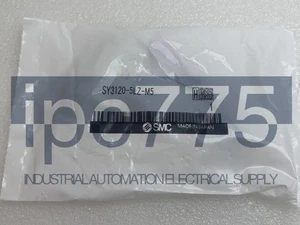 SY3120-5LZ-M5
ipc775
SMC
MADE IN JAPAN
INDUSTRIAL AUTOMATION ELECTRICAL SUPPLY